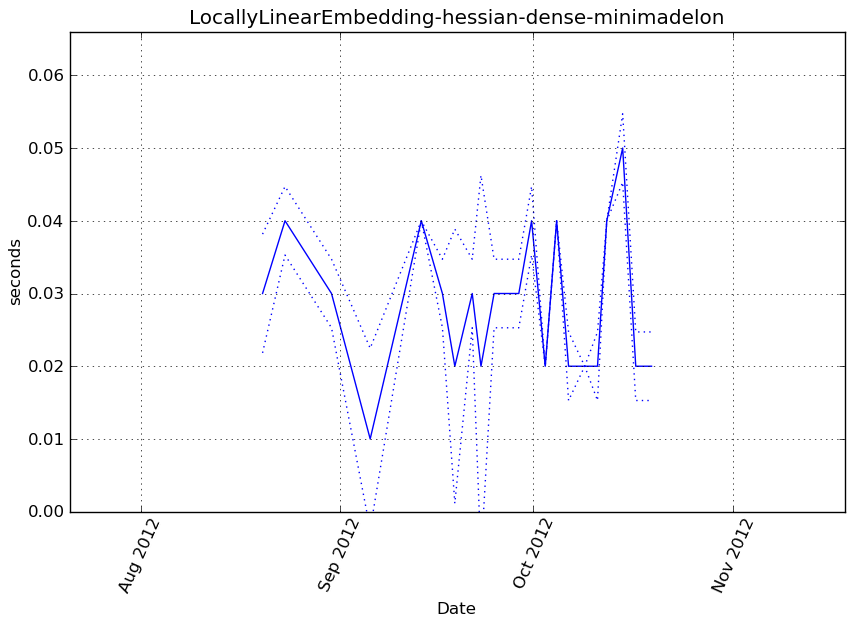 LocallyLinearEmbedding-hessian-dense-minimadelon
0.06
0.05
0.04
0.03
0.02
0.01
0.00
seconds
Aug 2012
Sep 2012
Oct 2012
Nov 2012
Date